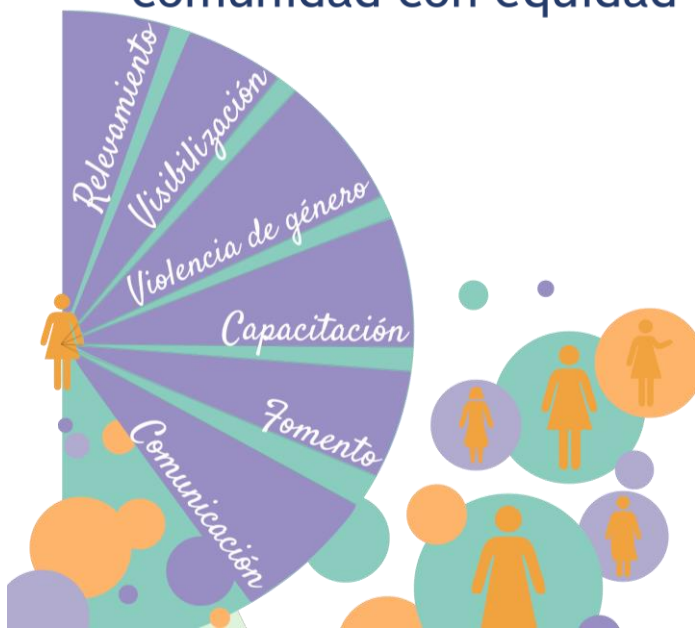 comunidad con equidad
Relevamiento
Visibilización
Violencia de género
Capacitación
Fomento
Comunicación